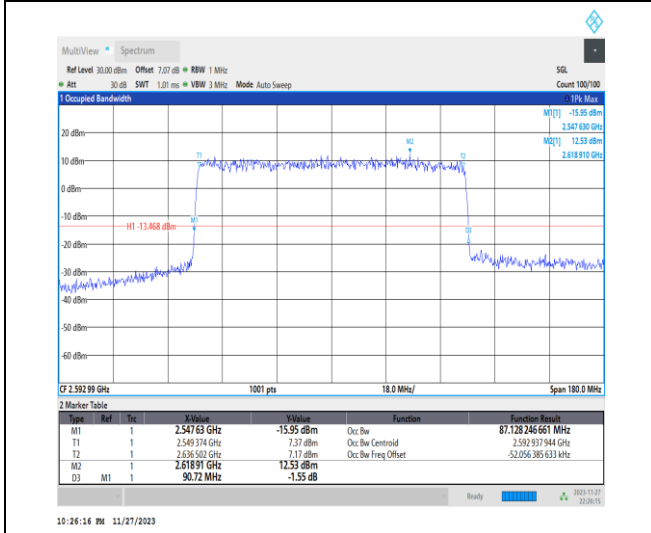 MultiView Spectrum
Ref Level 30.00 dBm Offset 7.07 dB RBW 1 MHz SGL
Att 30 dB SWT 1.01 ms VBW 3 MHz Mode Auto Sweep Count 100/100
1 Occupied Bandwidth 1Pk Max
M1[1] -15.95 dBm
2.547 630 GHz
M2[1] 12.53 dBm
2.618 910 GHz
20 dBm
M2
T1
T2
10 dBm
0 dBm
-10 dBm
M1
H1 -13.468 dBm
D3
-20 dBm
-30 dBm
-40 dBm
-50 dBm
-60 dBm
CF 2.592 99 GHz 1001 pts 18.0 MHz/ Span 180.0 MHz
2 Marker Table
Type Ref Trc X-Value Y-Value Function Function Result
M1 1 2.547 63 GHz -15.95 dBm Occ Bw 87.128 246 661 MHz
T1 1 2.549 374 GHz 7.37 dBm Occ Bw Centroid 2.592 937 944 GHz
T2 1 2.636 502 GHz 7.17 dBm Occ Bw Freq Offset -52.056 385 633 kHz
M2 1 2.618 91 GHz 12.53 dBm
D3 M1 1 90.72 MHz -1.55 dB
Ready 2023-11-27
22:26:15
10:26:16 PM 11/27/2023